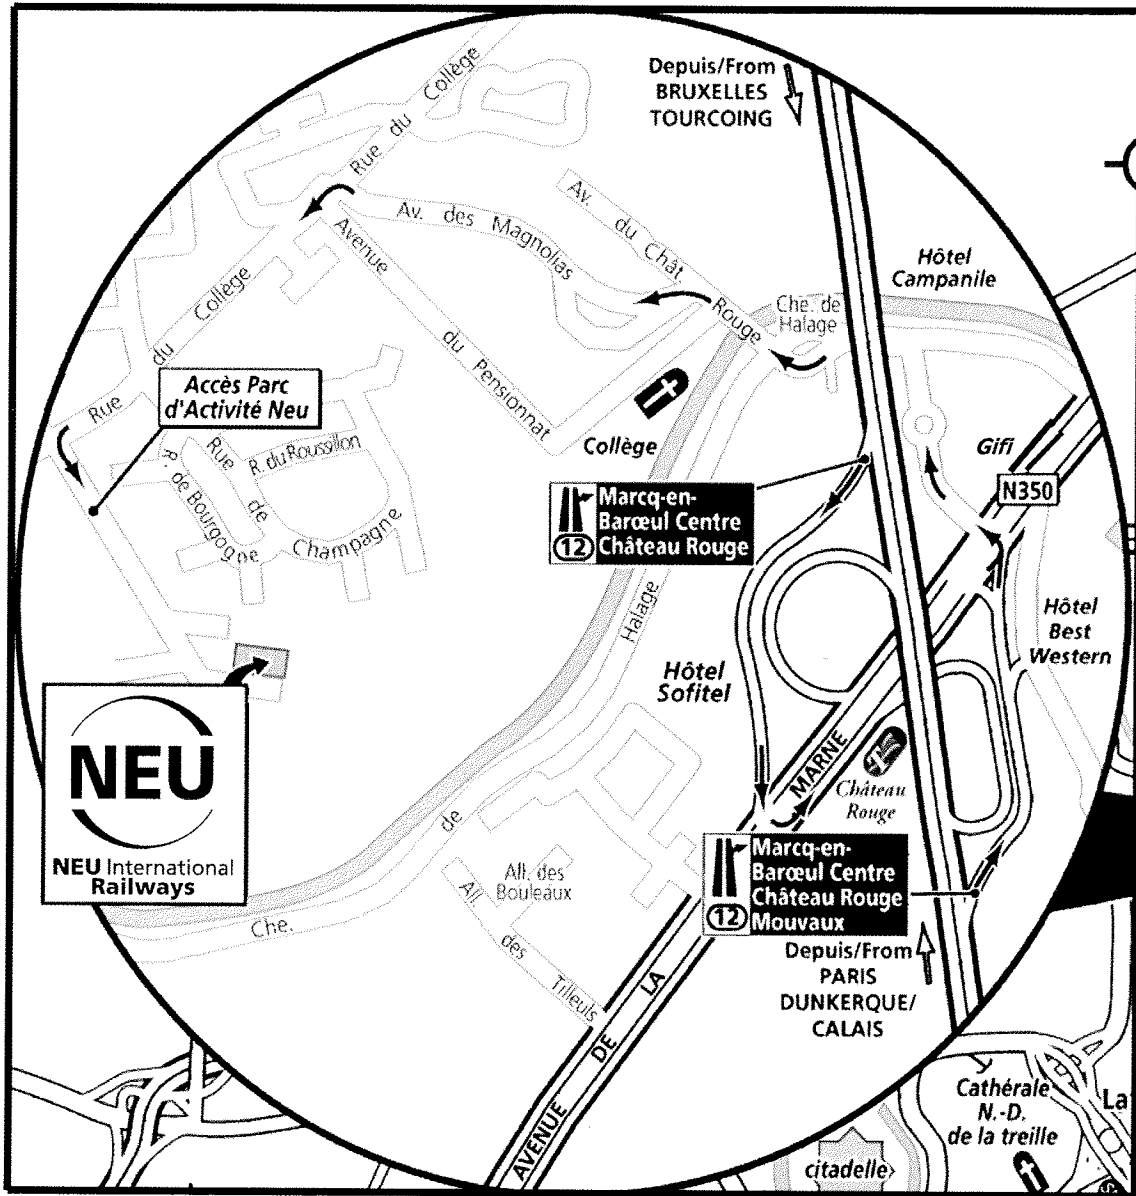 Depuis/From
BRUXELLES
TOURCOING
Rue du Collège
Av. des Magnolias
Av. du Chât. Rouge
Hôtel
Campanile
Che. de
Halage
Avenue du Pensionnat
Rue du Collège
Accès Parc
d'Activité Neu
R. du Roussillon
Rue de Champagne
R. de Bourgogne
Collège
Gifi
N350
Marcq-en-
Barœul Centre
Château Rouge
12
Hôtel
Best
Western
Hôtel
Sofitel
Che. de Halage
Château
Rouge
NEU
NEU International
Railways
All. des
Bouleaux
All. des Tilleuls
Marcq-en-
Barœul Centre
Château Rouge
Mouvaux
12
Depuis/From
PARIS
DUNKERQUE/
CALAIS
AVENUE DE LA MARNE
Cathérale
N.-D.
de la treille
citadelle